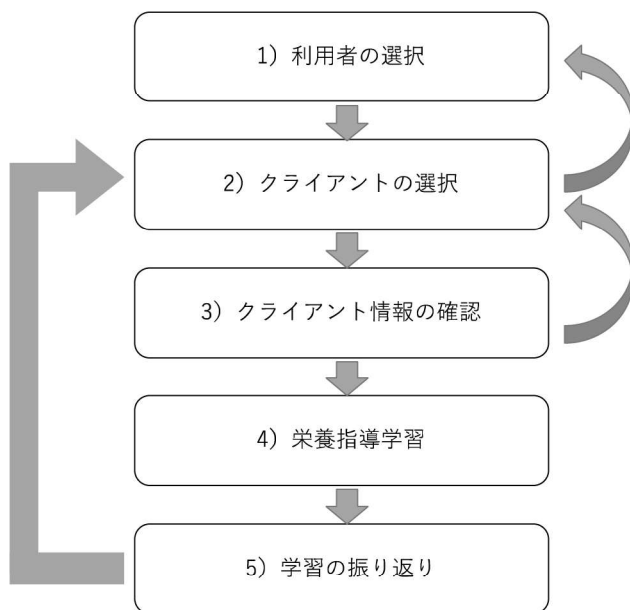 1）利用者の選択
2）クライアントの選択
3）クライアント情報の確認
4）栄養指導学習
5）学習の振り返り